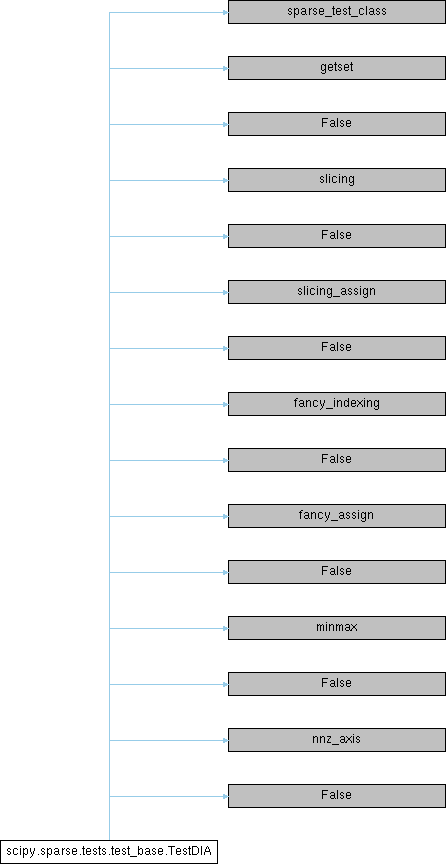 sparse_test_class
getset
False
slicing
False
slicing_assign
False
fancy_indexing
False
fancy_assign
False
minmax
False
nnz_axis
False
scipy.sparse.tests.test_base.TestDIA